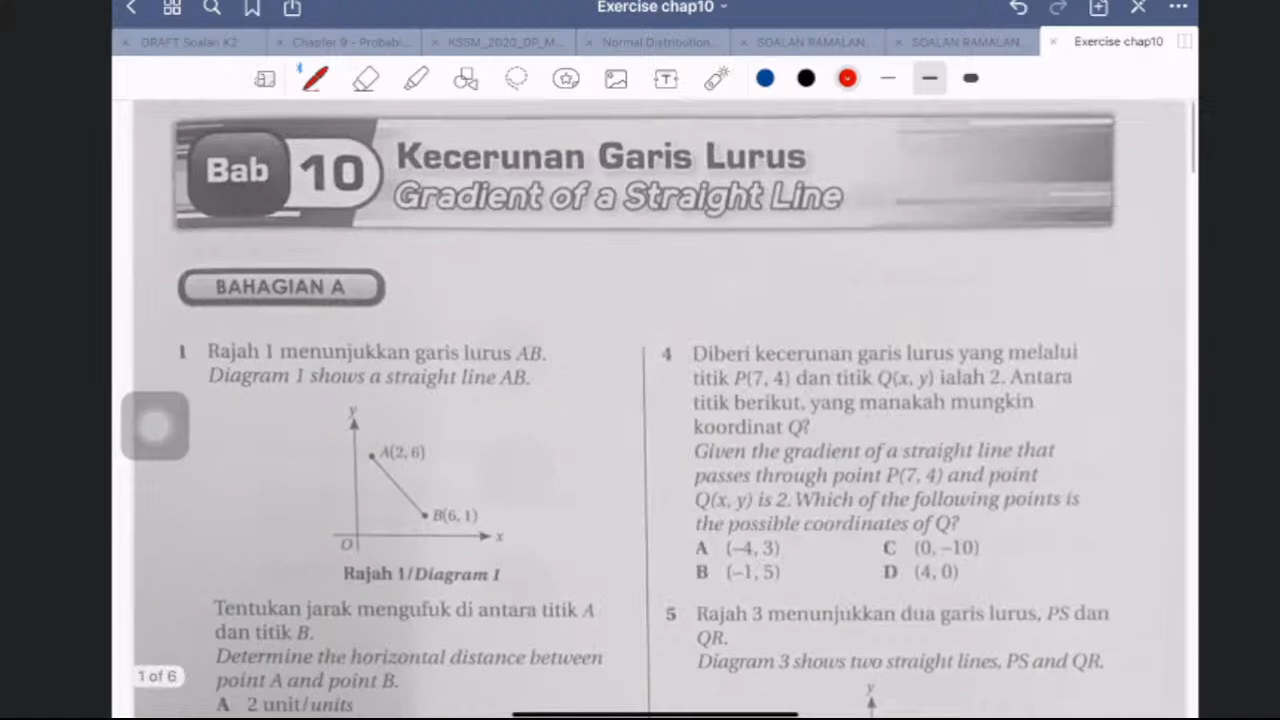 Exercise chap10
DRAFT Soalan K2
Chapter 9 - Probabi...
KSSM_2020_DP_M...
Normal Distribution...
SOALAN RAMALAN...
SOALAN RAMALAN...
Exercise chap10
Bab 10
Kecerunan Garis Lurus
Gradient of a Straight Line
BAHAGIAN A
1 Rajah 1 menunjukkan garis lurus AB.
Diagram 1 shows a straight line AB.
y
A(2, 6)
B(6, 1)
O
x
Rajah 1/Diagram 1
Tentukan jarak mengufuk di antara titik A
dan titik B.
Determine the horizontal distance between
point A and point B.
A 2 unit/units
1 of 6
4 Diberi kecerunan garis lurus yang melalui
titik P(7, 4) dan titik Q(x, y) ialah 2. Antara
titik berikut, yang manakah mungkin
koordinat Q?
Given the gradient of a straight line that
passes through point P(7, 4) and point
Q(x, y) is 2. Which of the following points is
the possible coordinates of Q?
A (–4, 3) C (0, –10)
B (–1, 5) D (4, 0)
5 Rajah 3 menunjukkan dua garis lurus, PS dan
QR.
Diagram 3 shows two straight lines, PS and QR.
y